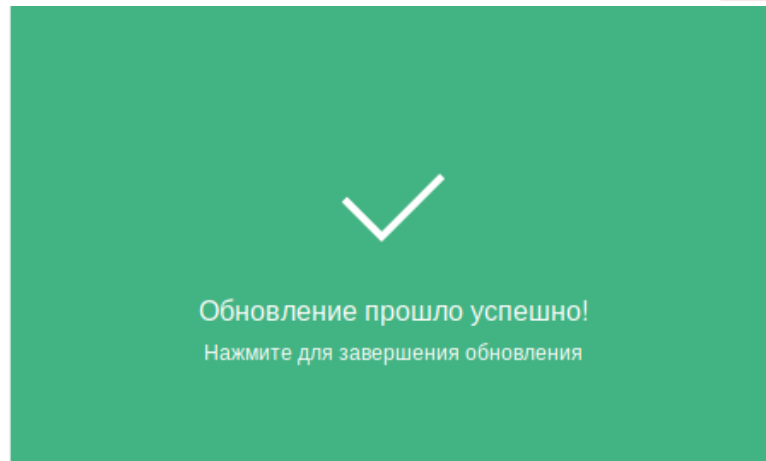 Обновление прошло успешно!
Нажмите для завершения обновления